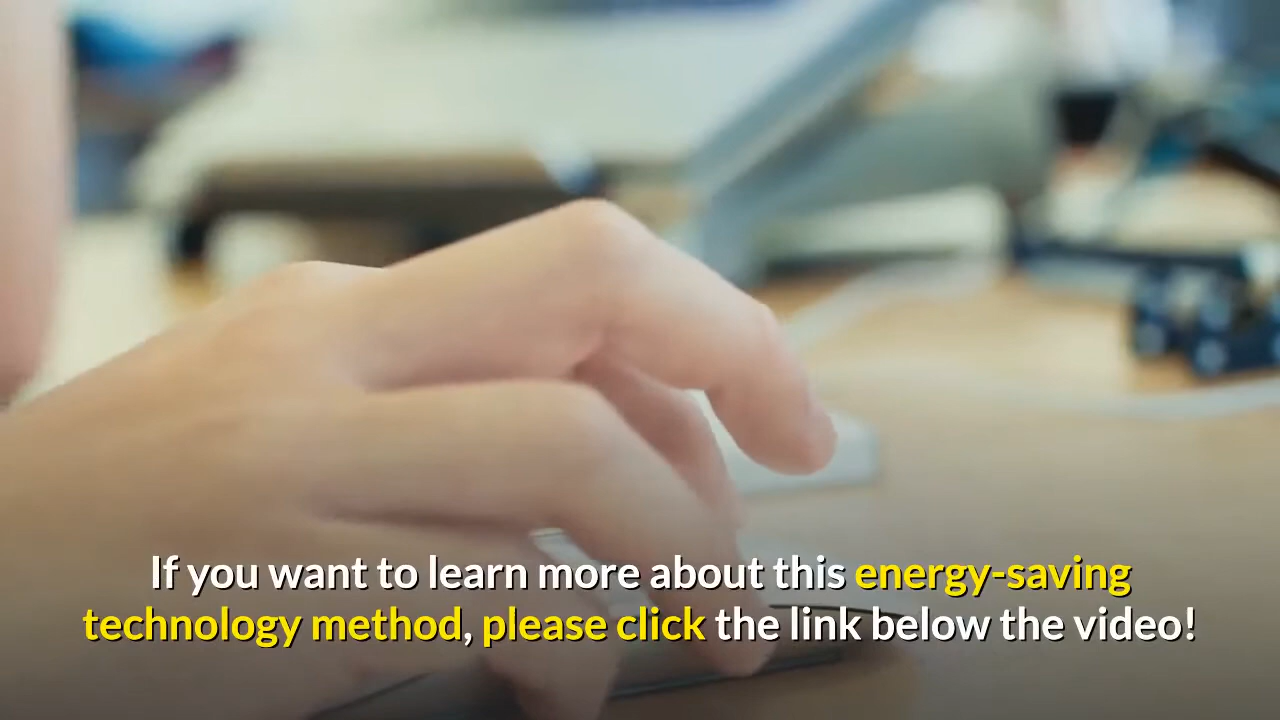 If you want to learn more about this energy-saving
technology method, please click the link below the video!